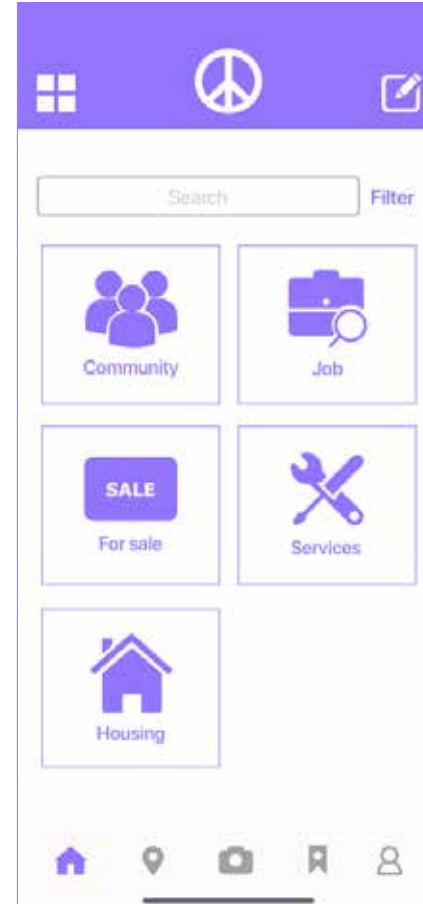 Search
Filter
Community
Job
SALE
For sale
Services
Housing